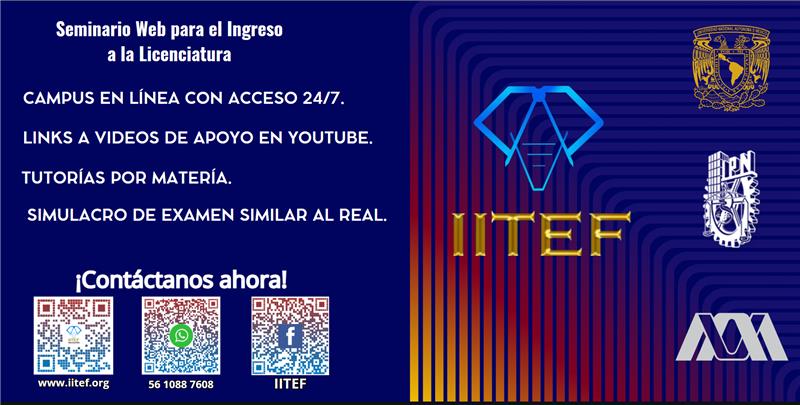 Seminario Web para el Ingreso
a la Licenciatura
CAMPUS EN LÍNEA CON ACCESO 24/7.
LINKS A VIDEOS DE APOYO EN YOUTUBE.
TUTORÍAS POR MATERÍA.
SIMULACRO DE EXAMEN SIMILAR AL REAL.
¡Contáctanos ahora!
IITEF
www.iitef.org
56 1088 7608
IITEF
IITEF
IPN